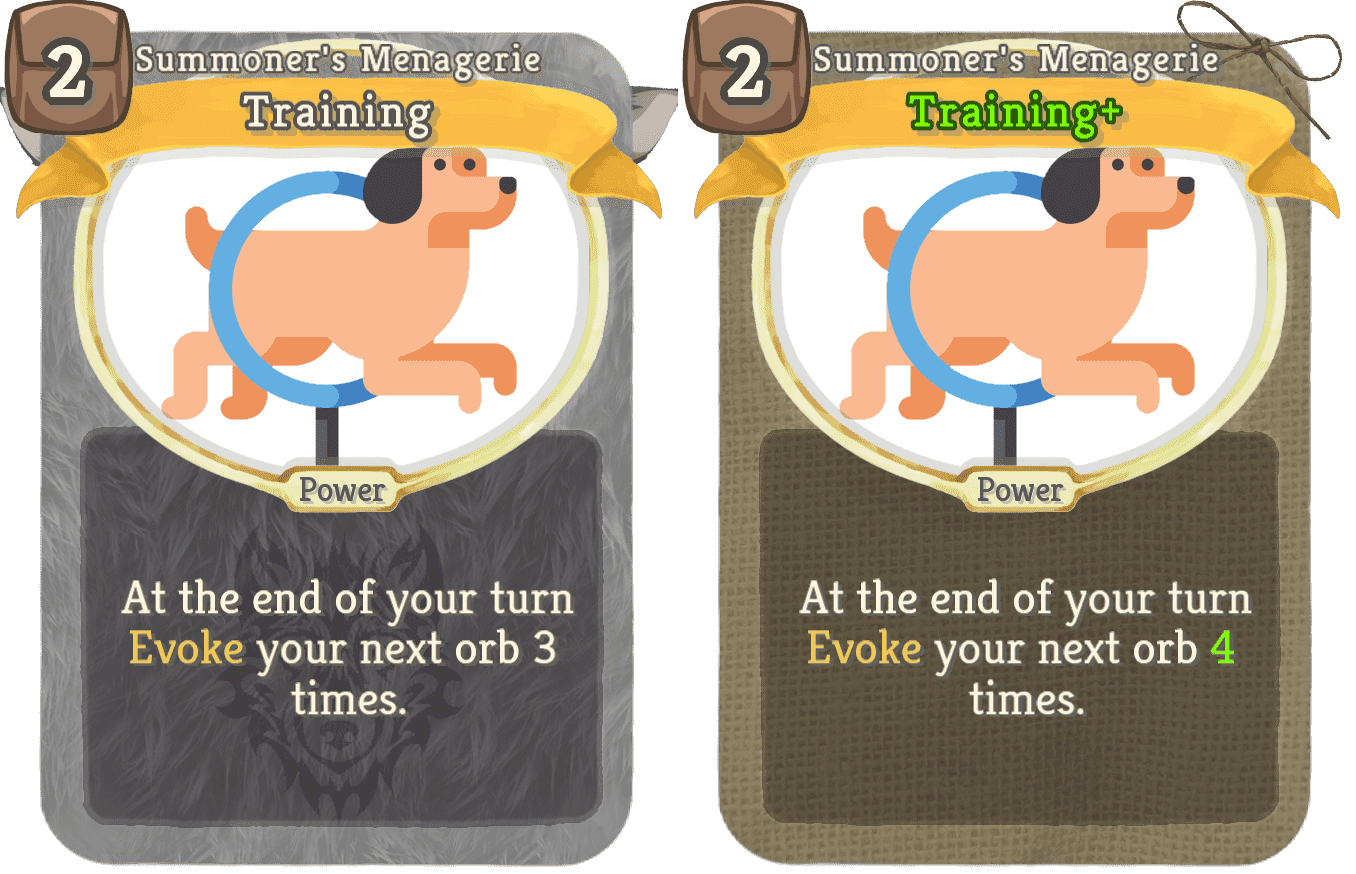 2
Summoner's Menagerie
Training
Power
At the end of your turn
Evoke your next orb 3
times.
2
Summoner's Menagerie
Training+
Power
At the end of your turn
Evoke your next orb 4
times.